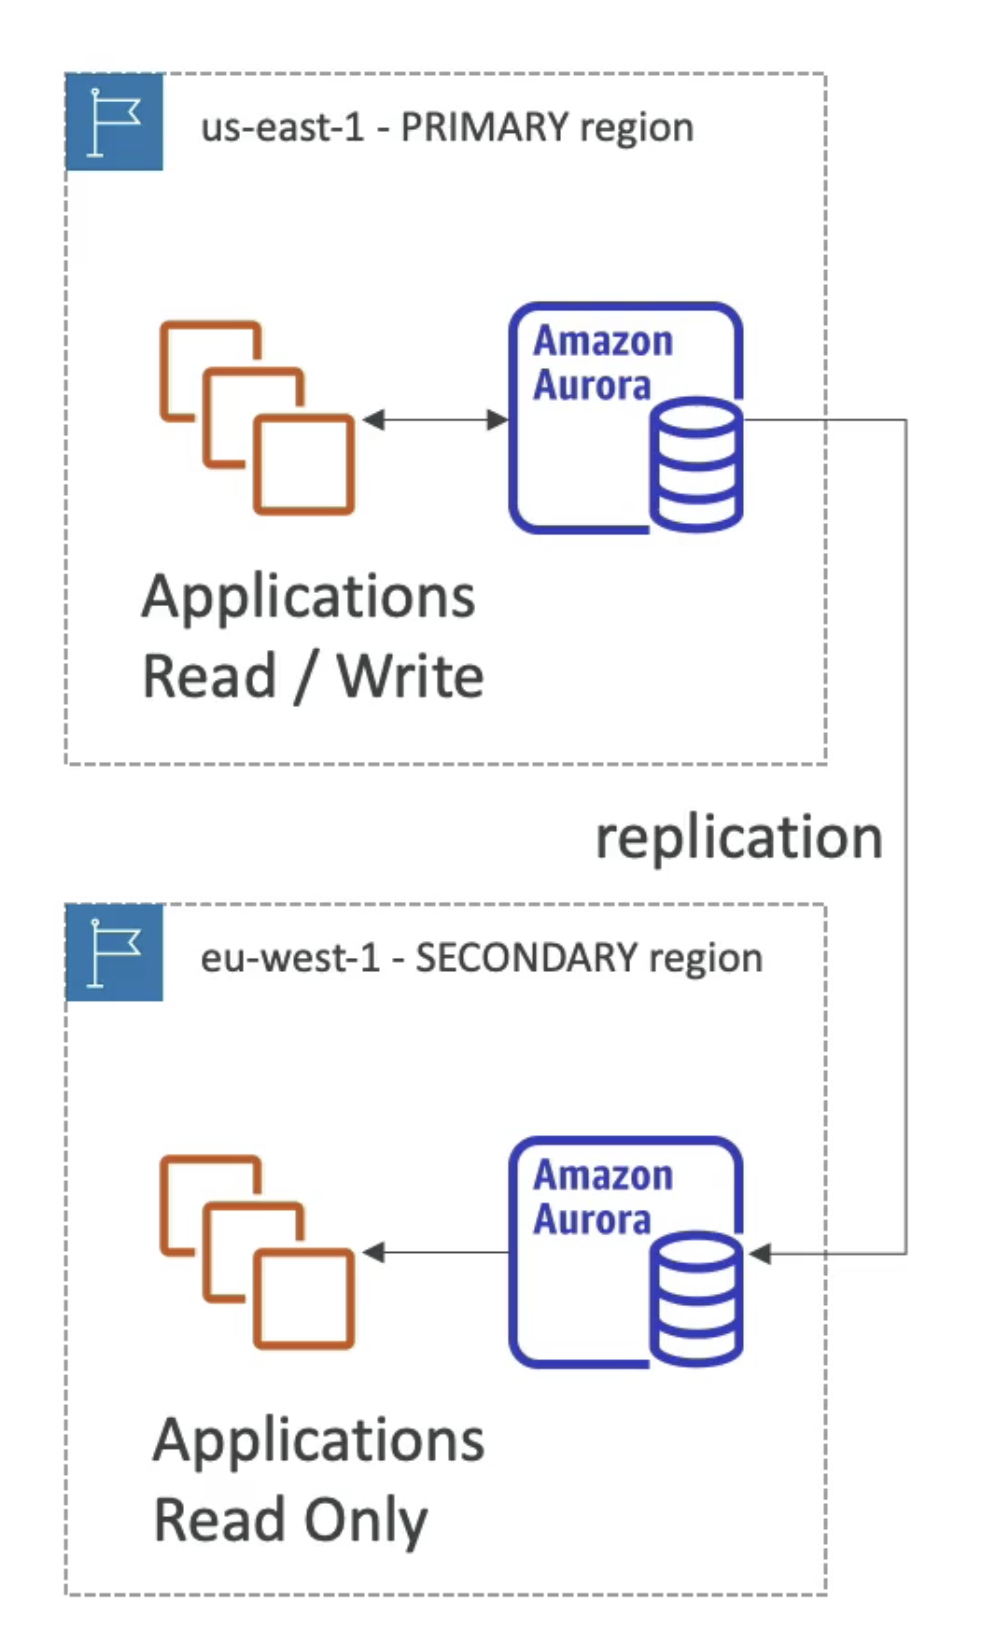 us-east-1 - PRIMARY region
Amazon
Aurora
Applications
Read / Write
replication
eu-west-1 - SECONDARY region
Amazon
Aurora
Applications
Read Only